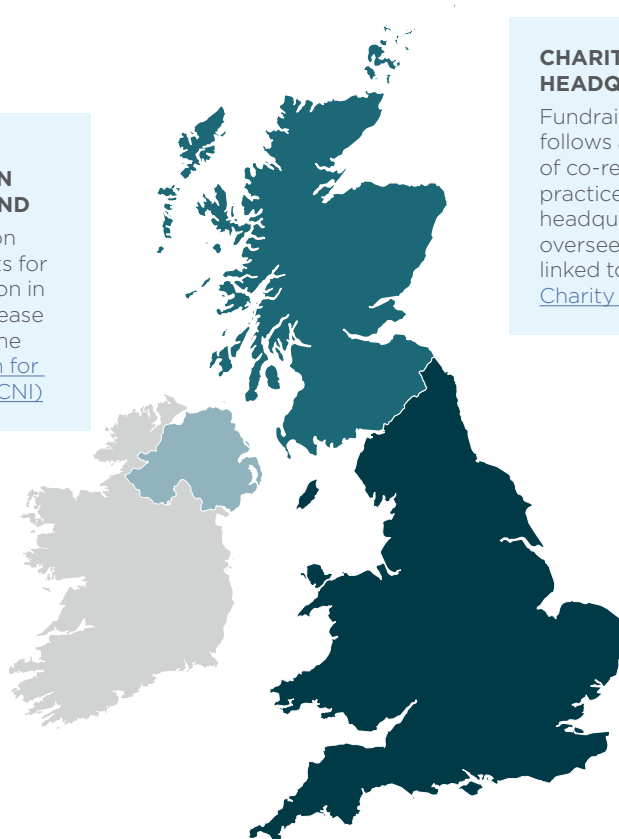 N
ND
on
ts for
on in
ease
ne
n for
CNI)
CHARIT
HEADQ
Fundrai
follows a
of co-re
practice
headqu
oversee
linked to
Charity